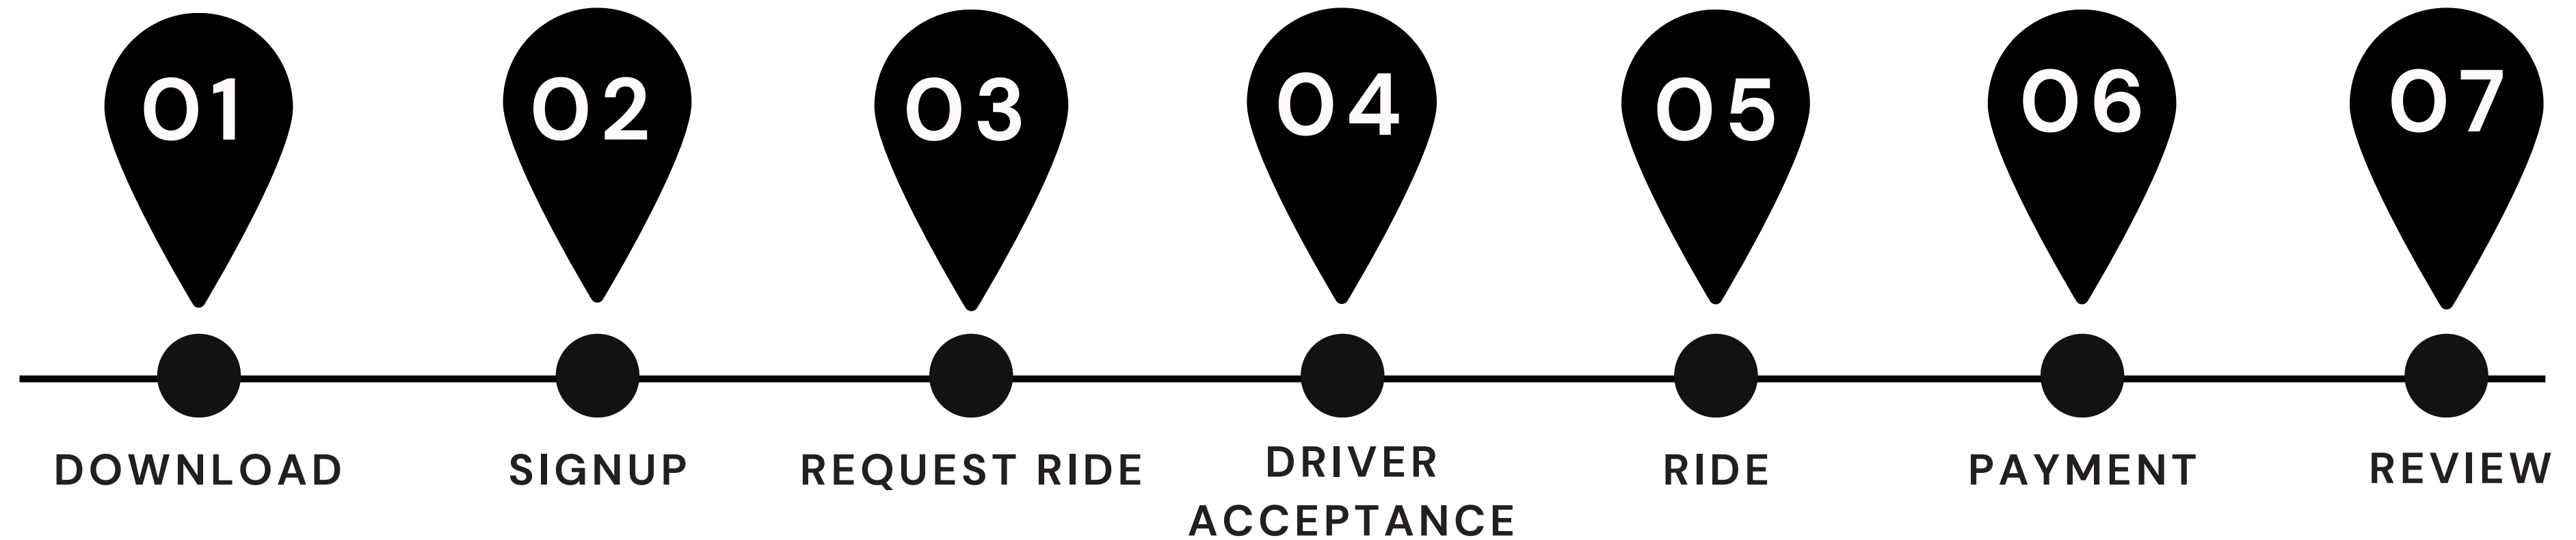 01
02
03
04
05
06
07
DOWNLOAD
SIGNUP
REQUEST RIDE
DRIVER
ACCEPTANCE
RIDE
PAYMENT
REVIEW